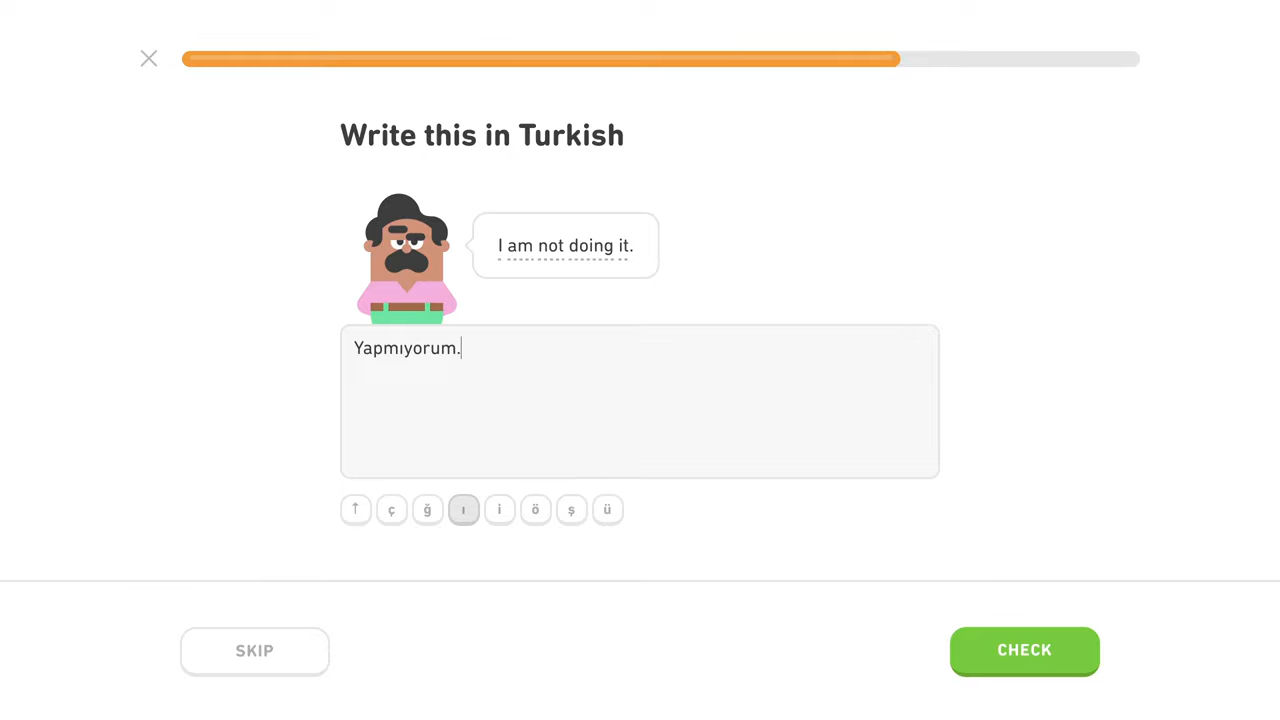 Write this in Turkish
I am not doing it.
Yapmıyorum.
↑ ç ğ ı i ö ş ü
SKIP
CHECK